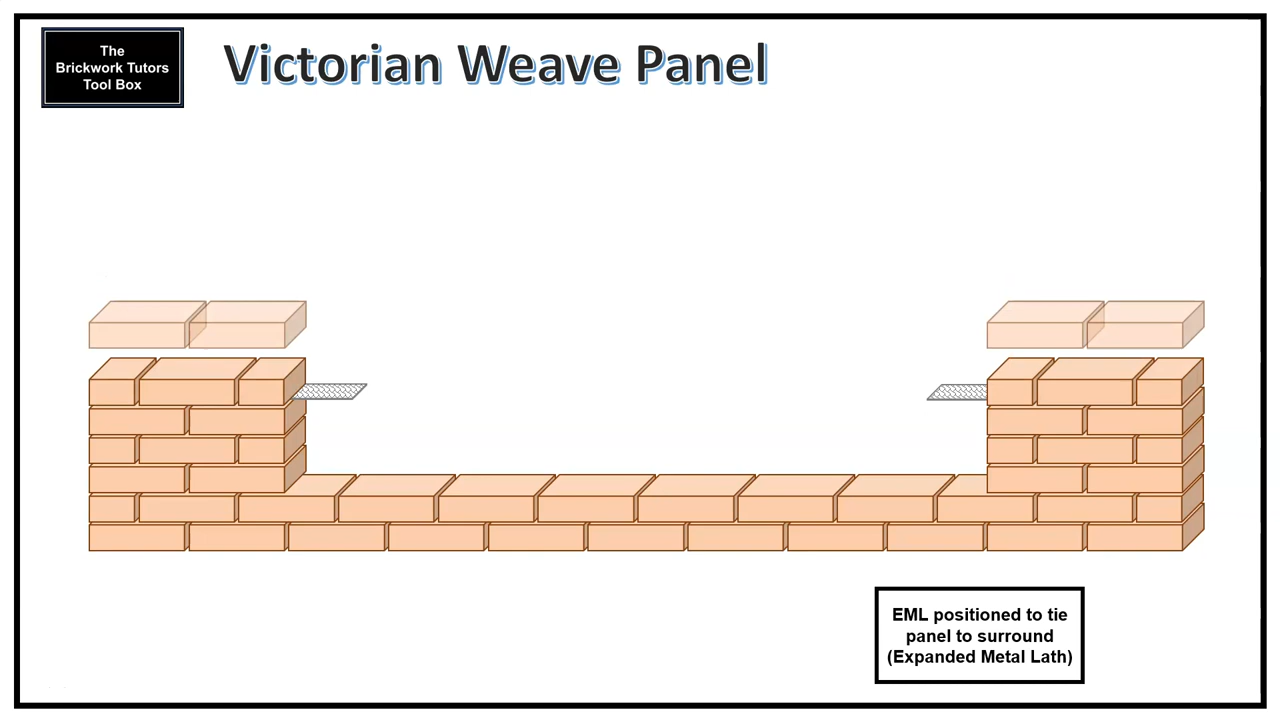 The
Brickwork Tutors
Tool Box
Victorian Weave Panel
EML positioned to tie
panel to surround
(Expanded Metal Lath)